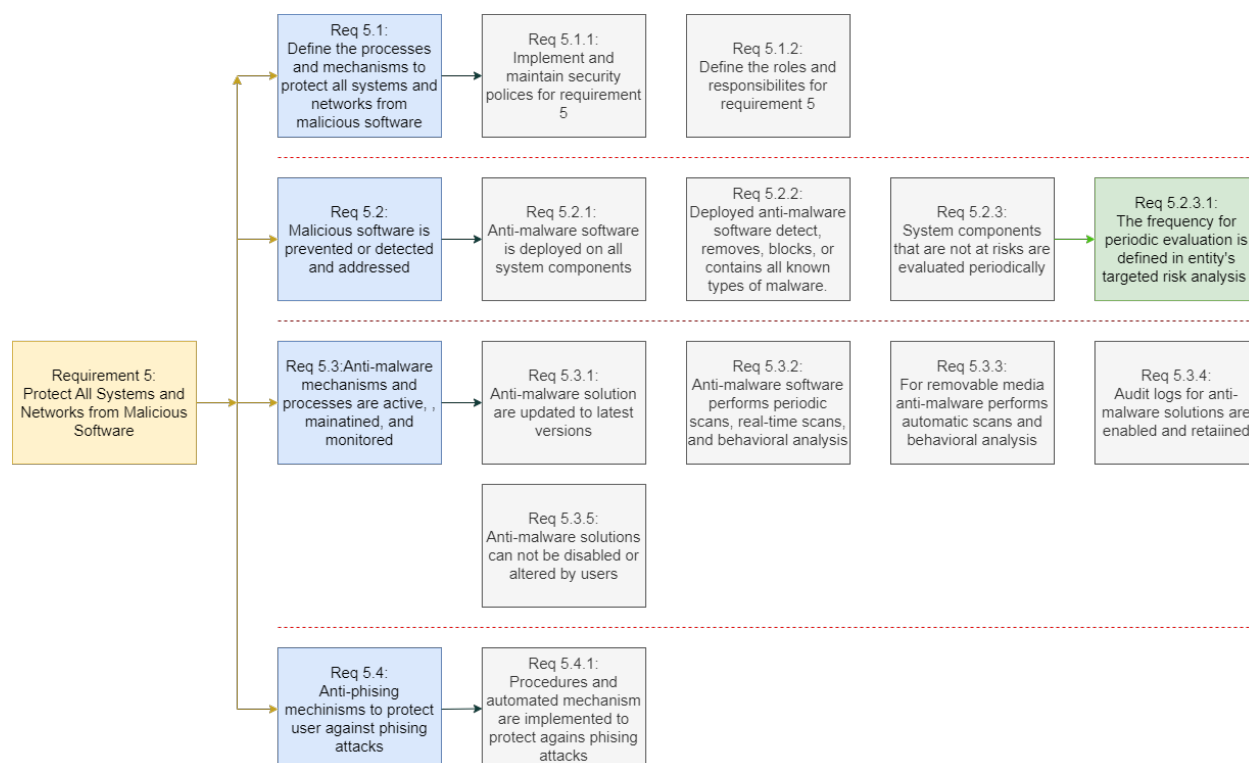 Req 5.1:
Define the processes
and mechanisms to
protect all systems and
networks from
malicious software
Req 5.1.1:
Implement and
maintain security
polices for requirement
5
Req 5.1.2:
Define the roles and
responsibilites for
requirement 5
Req 5.2:
Malicious software is
prevented or detected
and addressed
Req 5.2.1:
Anti-malware software
is deployed on all
system components
Req 5.2.2:
Deployed anti-malware
software detect,
removes, blocks, or
contains all known
types of malware.
Req 5.2.3:
System components
that are not at risks are
evaluated periodically
Req 5.2.3.1:
The frequency for
periodic evaluation is
defined in entity's
targeted risk analysis
Requirement 5:
Protect All Systems and
Networks from Malicious
Software
Req 5.3:Anti-malware
mechanisms and
processes are active, ,
mainatined, and
monitored
Req 5.3.1:
Anti-malware solution
are updated to latest
versions
Req 5.3.2:
Anti-malware software
performs periodic
scans, real-time scans,
and behavioral analysis
Req 5.3.3:
For removable media
anti-malware performs
automatic scans and
behavioral analysis
Req 5.3.4:
Audit logs for anti-
malware solutions are
enabled and retaiined
Req 5.3.5:
Anti-malware solutions
can not be disabled or
altered by users
Req 5.4:
Anti-phising
mechinisms to protect
user against phising
attacks
Req 5.4.1:
Procedures and
automated mechanism
are implemented to
protect agains phising
attacks